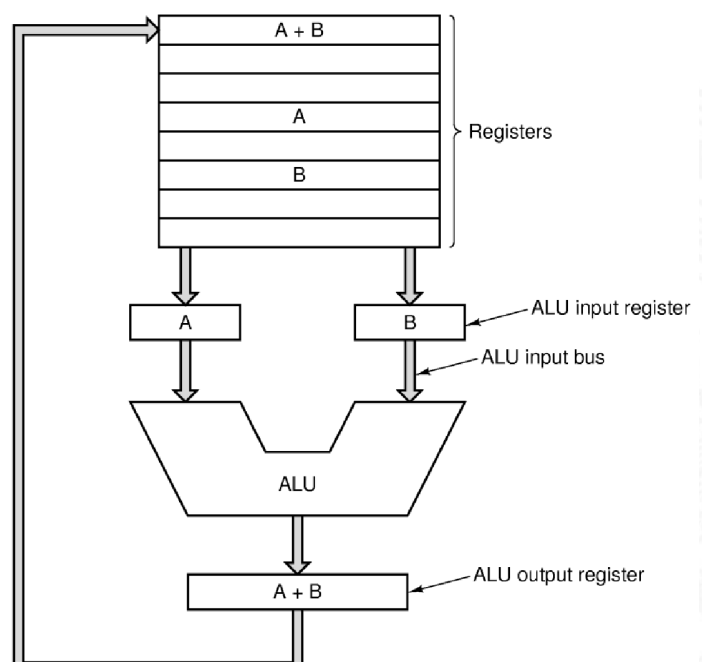 A + B
A
Registers
B
A
B
ALU input register
ALU input bus
ALU
ALU output register
A + B